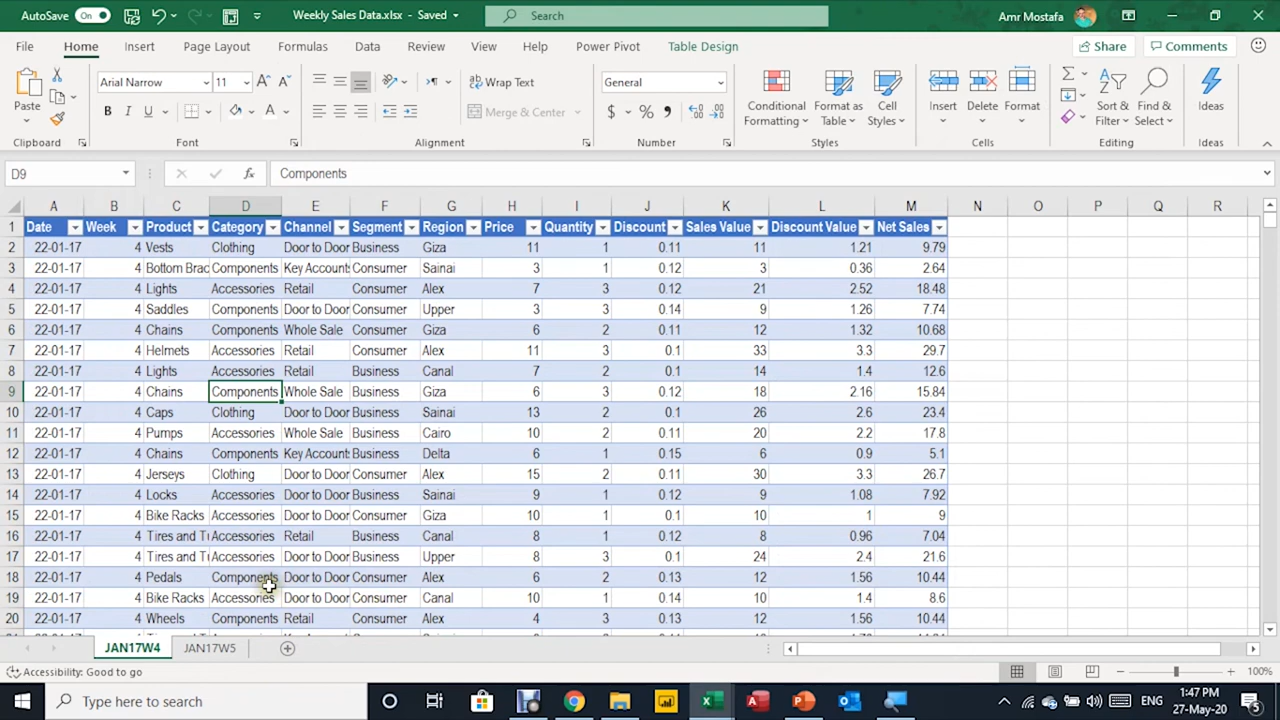 AutoSave On Weekly Sales Data.xlsx - Saved Search Amr Mostafa
File Home Insert Page Layout Formulas Data Review View Help Power Pivot Table Design Share Comments
Paste Arial Narrow 11 Wrap Text General Conditional Formatting Format as Table Cell Styles Insert Delete Format Sort & Filter Find & Select Ideas
B I U A Merge & Center $ %
Clipboard Font Alignment Number Styles Cells Editing Ideas
D9 fx Components
A B C D E F G H I J K L M N O P Q R
1 Date Week Product Category Channel Segment Region Price Quantity Discount Sales Value Discount Value Net Sales
2 22-01-17 4 Vests Clothing Door to Door Business Giza 11 1 0.11 11 1.21 9.79
3 22-01-17 4 Bottom Brac Components Key Account Consumer Sainai 3 1 0.12 3 0.36 2.64
4 22-01-17 4 Lights Accessories Retail Consumer Alex 7 3 0.12 21 2.52 18.48
5 22-01-17 4 Saddles Components Door to Door Consumer Upper 3 3 0.14 9 1.26 7.74
6 22-01-17 4 Chains Components Whole Sale Consumer Giza 6 2 0.11 12 1.32 10.68
7 22-01-17 4 Helmets Accessories Retail Consumer Alex 11 3 0.1 33 3.3 29.7
8 22-01-17 4 Lights Accessories Retail Business Canal 7 2 0.1 14 1.4 12.6
9 22-01-17 4 Chains Components Whole Sale Business Giza 6 3 0.12 18 2.16 15.84
10 22-01-17 4 Caps Clothing Door to Door Business Sainai 13 2 0.1 26 2.6 23.4
11 22-01-17 4 Pumps Accessories Whole Sale Business Cairo 10 2 0.11 20 2.2 17.8
12 22-01-17 4 Chains Components Key Account Business Delta 6 1 0.15 6 0.9 5.1
13 22-01-17 4 Jerseys Clothing Door to Door Business Alex 15 2 0.11 30 3.3 26.7
14 22-01-17 4 Locks Accessories Door to Door Business Sainai 9 1 0.12 9 1.08 7.92
15 22-01-17 4 Bike Racks Accessories Door to Door Consumer Giza 10 1 0.1 10 1 9
16 22-01-17 4 Tires and T Accessories Retail Business Canal 8 1 0.12 8 0.96 7.04
17 22-01-17 4 Tires and T Accessories Door to Door Business Upper 8 3 0.1 24 2.4 21.6
18 22-01-17 4 Pedals Components Door to Door Consumer Alex 6 2 0.13 12 1.56 10.44
19 22-01-17 4 Bike Racks Accessories Door to Door Consumer Canal 10 1 0.14 10 1.4 8.6
20 22-01-17 4 Wheels Components Retail Consumer Alex 4 3 0.13 12 1.56 10.44
JAN17W4 JAN17W5
Accessibility: Good to go 100%
Type here to search ENG 1:47 PM
27-May-20 5